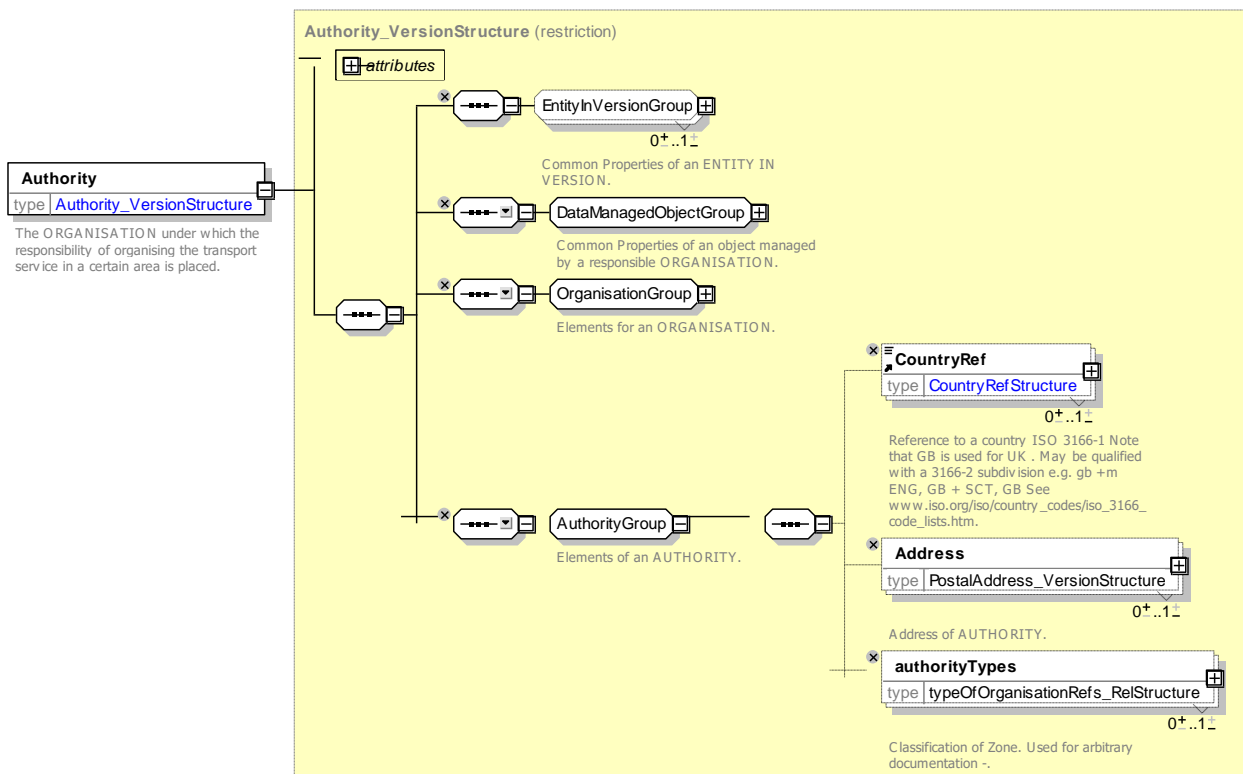 Authority_VersionStructure (restriction)
attributes
EntityInVersionGroup
0..1
Common Properties of an ENTITY IN
VERSION.
Authority
type Authority_VersionStructure
The ORGANISATION under which the
responsibility of organising the transport
service in a certain area is placed.
DataManagedObjectGroup
Common Properties of an object managed
by a responsible ORGANISATION.
OrganisationGroup
Elements for an ORGANISATION.
CountryRef
type CountryRefStructure
0..1
Reference to a country ISO 3166-1 Note
that GB is used for UK . May be qualified
with a 3166-2 subdivision e.g. gb +m
ENG, GB + SCT, GB See
www.iso.org/iso/country_codes/iso_3166_
code_lists.htm.
AuthorityGroup
Elements of an AUTHORITY.
Address
type PostalAddress_VersionStructure
0..1
Address of AUTHORITY.
authorityTypes
type typeOfOrganisationRefs_RelStructure
0..1
Classification of Zone. Used for arbitrary
documentation -.